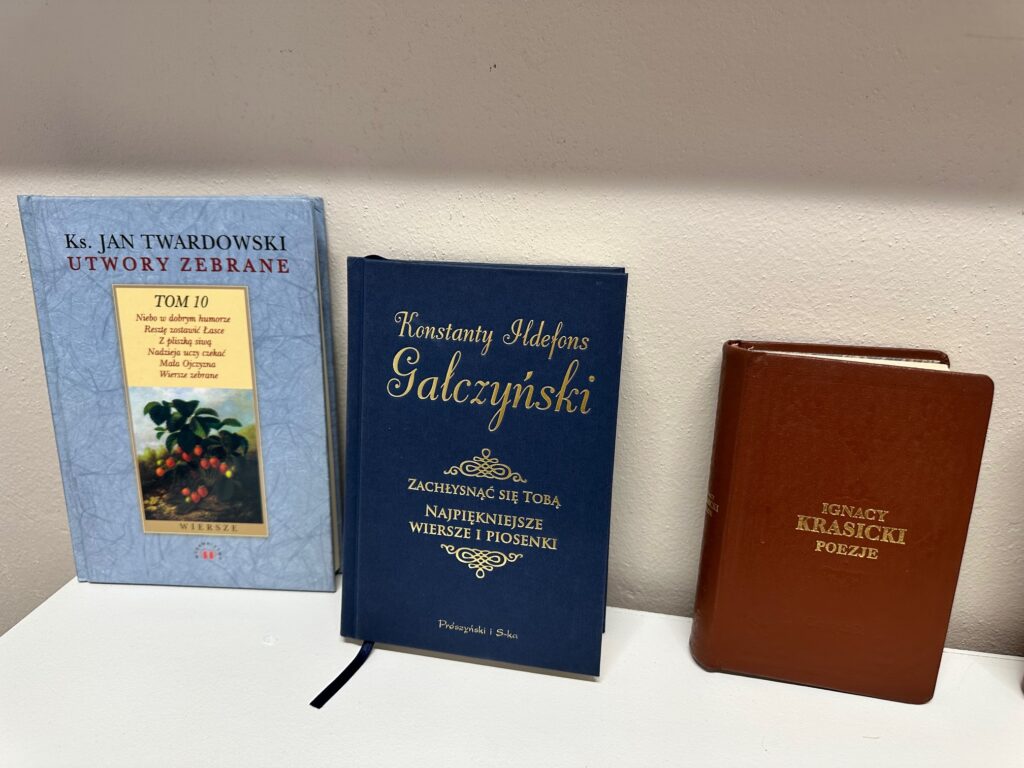 Ks. JAN TWARDOWSKI
UTWORY ZEBRANE
TOM 10
Niebo w dobrym humorze
Resztę zostawić Łasce
Z pliszką siwą
Nadzieja uczy czekać
Mała Ojczyzna
Wiersze zebrane
WIERSZE
Konstanty Ildefons
Gałczyński
ZACHŁYSNĄĆ SIĘ TOBĄ
NAJPIĘKNIEJSZE
WIERSZE I PIOSENKI
Prószyński i S-ka
IGNACY
KRASICKI
POEZJE